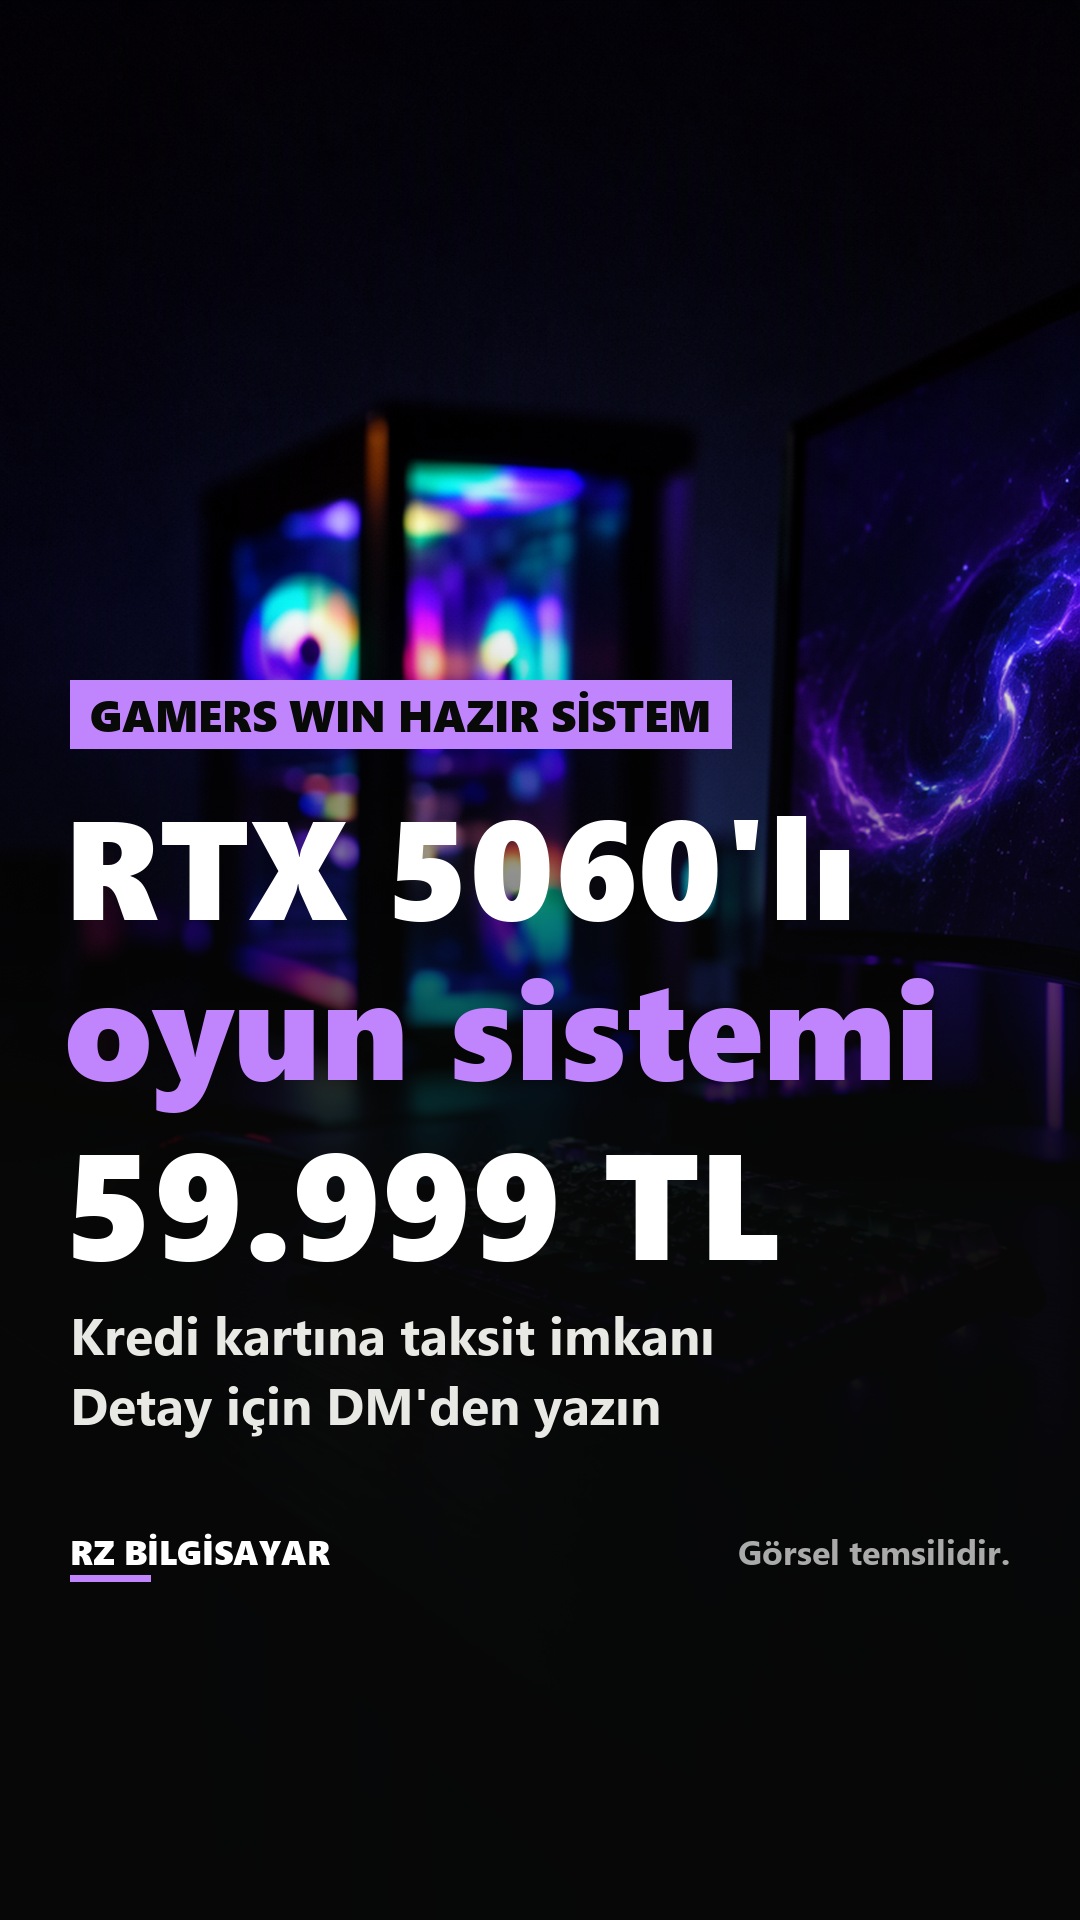 GAMERS WIN HAZIR SİSTEM
RTX 5060'lı
oyun sistemi
59.999 TL
Kredi kartına taksit imkanı
Detay için DM'den yazın
RZ BİLGİSAYAR
Görsel temsilidir.